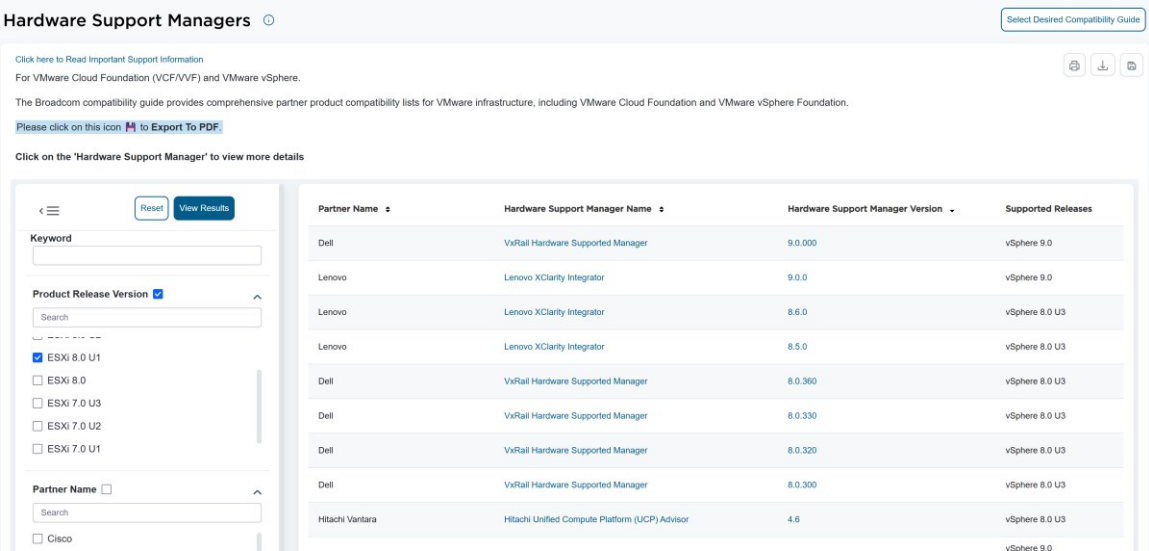 Hardware Support Managers
Select Desired Compatibility Guide
Click here to Read Important Support Information
For VMware Cloud Foundation (VCF/VVF) and VMware vSphere.
The Broadcom compatibility guide provides comprehensive partner product compatibility lists for VMware infrastructure, including VMware Cloud Foundation and VMware vSphere Foundation.
Please click on this icon 💾 to Export To PDF.
Click on the 'Hardware Support Manager' to view more details
Reset View Results
Keyword
Product Release Version
Search
ESXi 8.0 U1
ESXi 8.0
ESXi 7.0 U3
ESXi 7.0 U2
ESXi 7.0 U1
Partner Name
Search
Cisco
Partner Name Hardware Support Manager Name Hardware Support Manager Version Supported Releases
Dell VxRail Hardware Supported Manager 9.0.000 vSphere 9.0
Lenovo Lenovo XClarity Integrator 9.0.0 vSphere 9.0
Lenovo Lenovo XClarity Integrator 8.6.0 vSphere 8.0 U3
Lenovo Lenovo XClarity Integrator 8.5.0 vSphere 8.0 U3
Dell VxRail Hardware Supported Manager 8.0.360 vSphere 8.0 U3
Dell VxRail Hardware Supported Manager 8.0.330 vSphere 8.0 U3
Dell VxRail Hardware Supported Manager 8.0.320 vSphere 8.0 U3
Dell VxRail Hardware Supported Manager 8.0.300 vSphere 8.0 U3
Hitachi Vantara Hitachi Unified Compute Platform (UCP) Advisor 4.6 vSphere 8.0 U3
vSphere 9.0